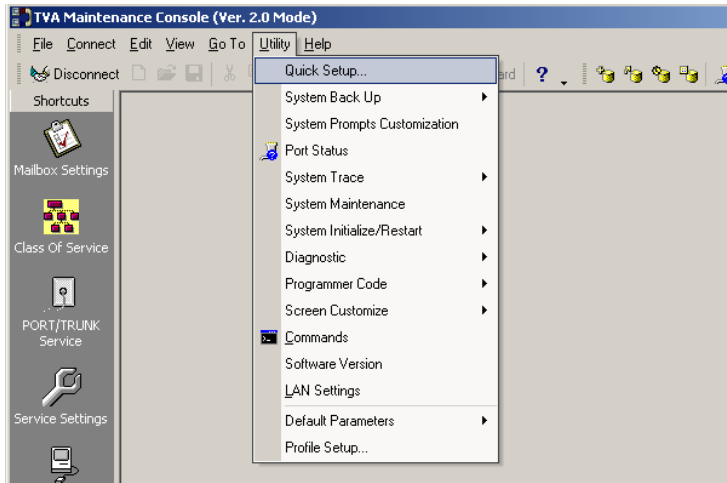 TVA Maintenance Console (Ver. 2.0 Mode)
File Connect Edit View Go To Utility Help
Disconnect
Shortcuts
Mailbox Settings
Class Of Service
PORT/TRUNK
Service
Service Settings
Quick Setup...
System Back Up
System Prompts Customization
Port Status
System Trace
System Maintenance
System Initialize/Restart
Diagnostic
Programmer Code
Screen Customize
Commands
Software Version
LAN Settings
Default Parameters
Profile Setup...